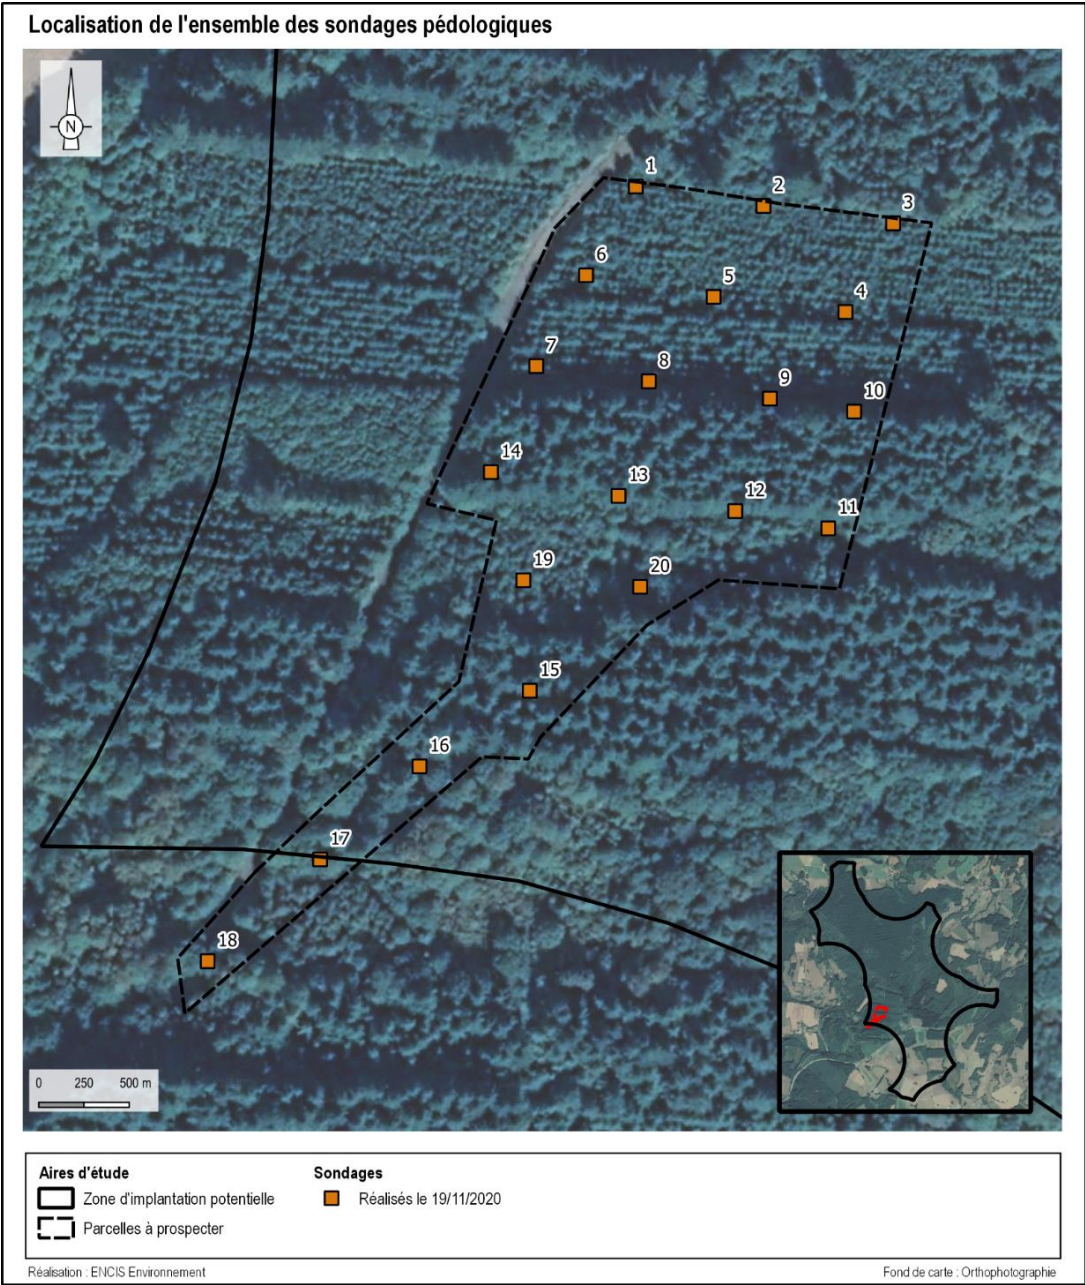 Localisation de l'ensemble des sondages pédologiques
N
1
2
3
6
5
4
7
8
9
10
14
13
12
11
19
20
15
16
17
18
0 250 500 m
Aires d'étude
Zone d'implantation potentielle
Parcelles à prospecter
Sondages
Réalisés le 19/11/2020
Réalisation : ENCIS Environnement
Fond de carte : Orthophotographie